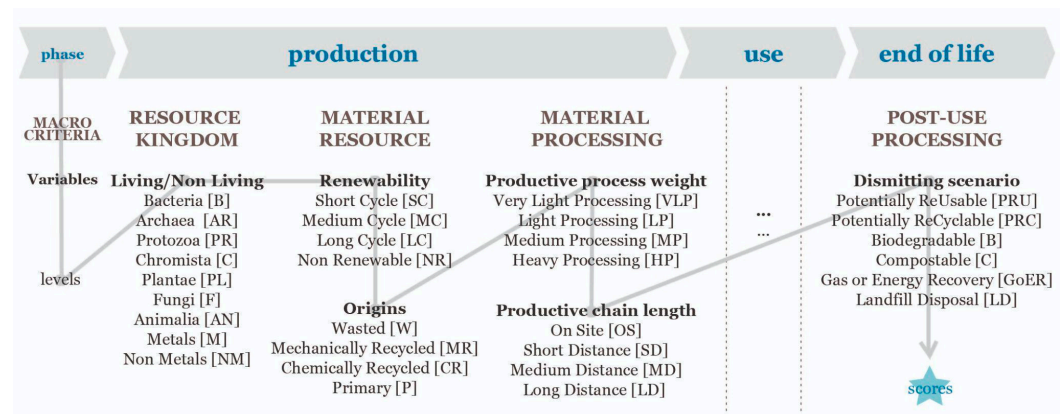 phase
production
use
end of life
MACRO
CRITERIA
RESOURCE
KINGDOM
MATERIAL
RESOURCE
MATERIAL
PROCESSING
POST-USE
PROCESSING
Variables
levels
Living/Non Living
Bacteria [B]
Archaea [AR]
Protozoa [PR]
Chromista [C]
Plantae [PL]
Fungi [F]
Animalia [AN]
Metals [M]
Non Metals [NM]
Renewability
Short Cycle [SC]
Medium Cycle [MC]
Long Cycle [LC]
Non Renewable [NR]
Origins
Wasted [W]
Mechanically Recycled [MR]
Chemically Recycled [CR]
Primary [P]
Productive process weight
Very Light Processing [VLP]
Light Processing [LP]
Medium Processing [MP]
Heavy Processing [HP]
Productive chain length
On Site [OS]
Short Distance [SD]
Medium Distance [MD]
Long Distance [LD]
...
...
Dismitting scenario
Potentially ReUsable [PRU]
Potentially ReCyclable [PRC]
Biodegradable [B]
Compostable [C]
Gas or Energy Recovery [GoER]
Landfill Disposal [LD]
scores